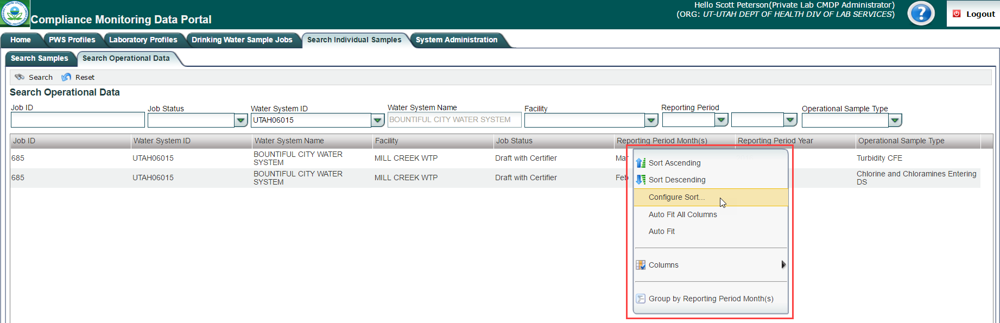 Hello Scott Peterson(Private Lab CMDP Administrator)
(ORG: UT-UTAH DEPT OF HEALTH DIV OF LAB SERVICES)
Compliance Monitoring Data Portal
? Logout
Home PWS Profiles Laboratory Profiles Drinking Water Sample Jobs Search Individual Samples System Administration
Search Samples Search Operational Data
Search Reset
Search Operational Data
Job ID Job Status Water System ID Water System Name Facility Reporting Period Operational Sample Type
UTAH06015 BOUNTIFUL CITY WATER SYSTEM
Job ID Water System ID Water System Name Facility Job Status Reporting Period Month(s) Reporting Period Year Operational Sample Type
685 UTAH06015 BOUNTIFUL CITY WATER SYSTEM MILL CREEK WTP Draft with Certifier Mar Turbidity CFE
685 UTAH06015 BOUNTIFUL CITY WATER SYSTEM MILL CREEK WTP Draft with Certifier Feb Chlorine and Chloramines Entering DS
Sort Ascending
Sort Descending
Configure Sort...
Auto Fit All Columns
Auto Fit
Columns
Group by Reporting Period Month(s)